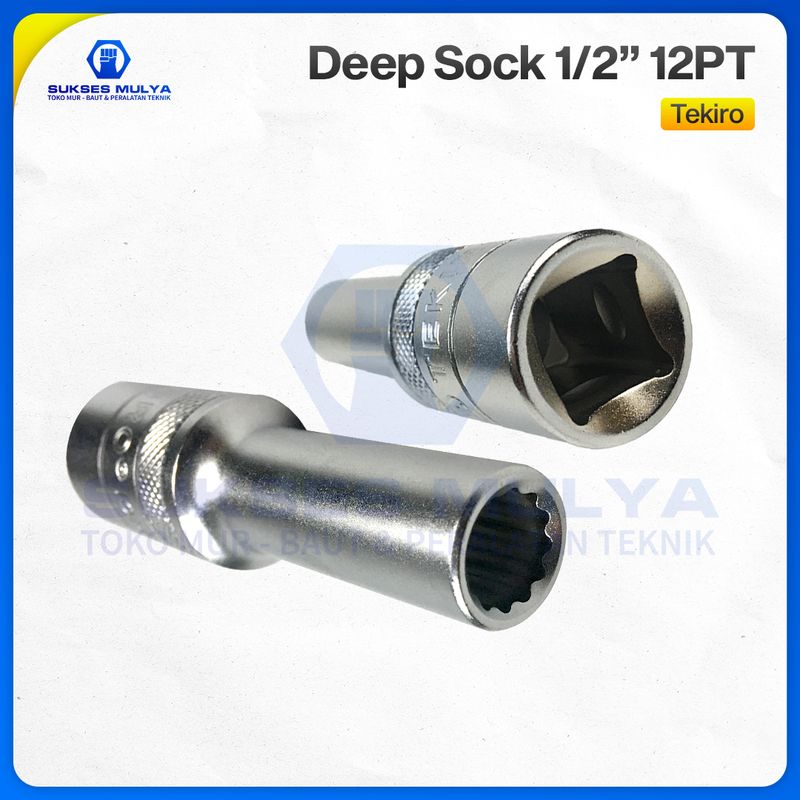 SUKSES MULYA
TOKO MUR - BAUT & PERALATAN TEKNIK
Deep Sock 1/2” 12PT
Tekiro
TEK
SUKSES MULYA
TOKO MUR - BAUT & PERALATAN TEKNIK